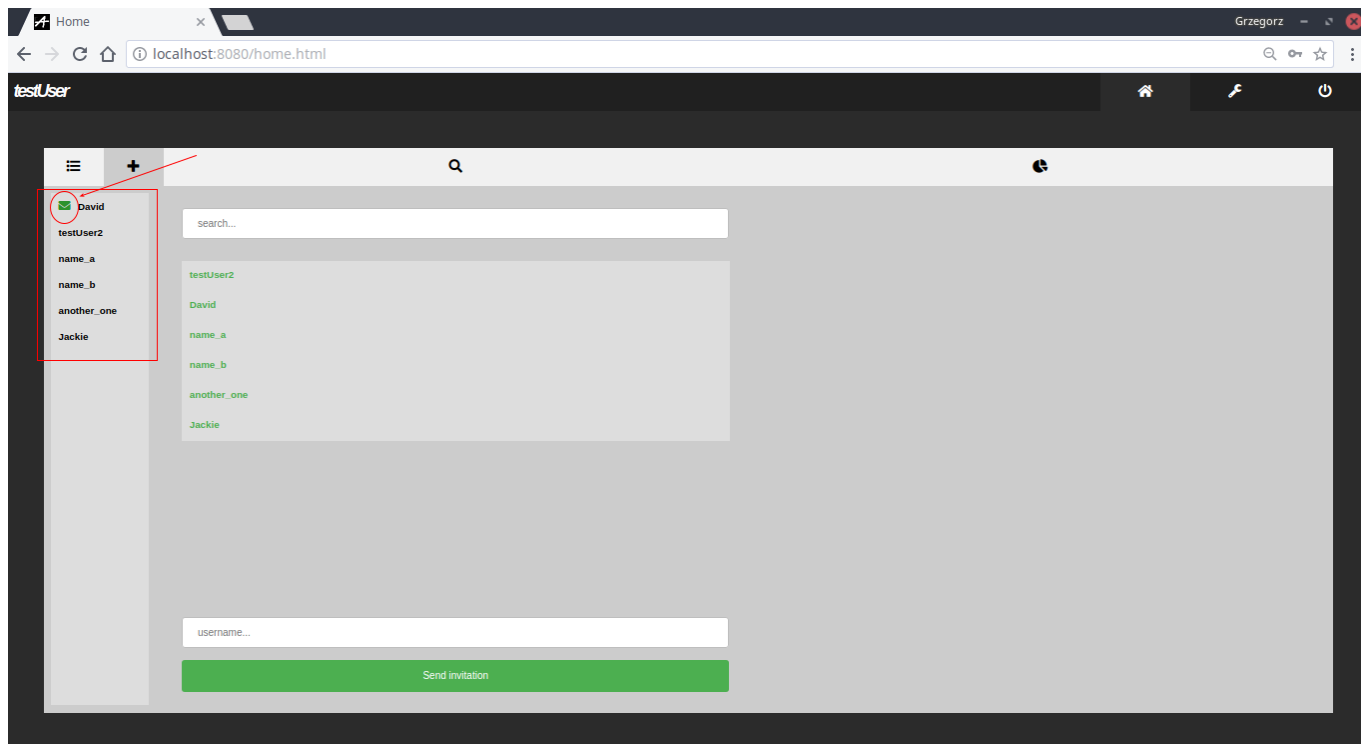 Home
Grzegorz
localhost:8080/home.html
testUser
David
testUser2
name_a
name_b
another_one
Jackie
search...
testUser2
David
name_a
name_b
another_one
Jackie
username...
Send invitation